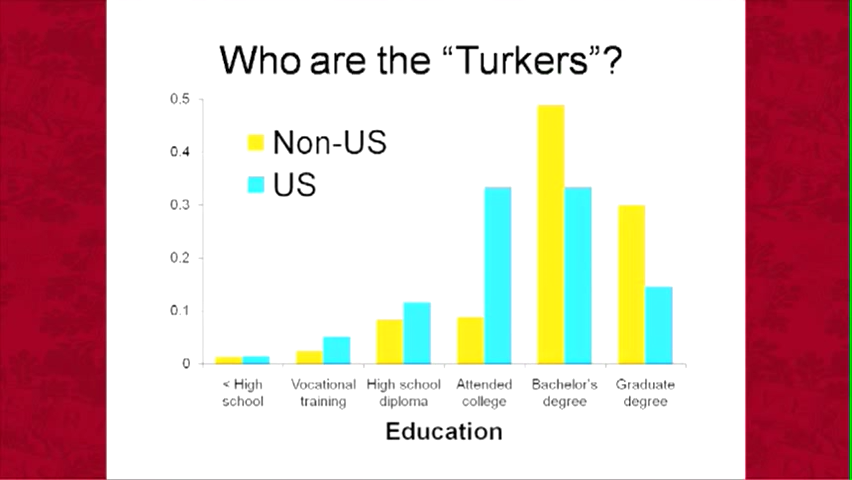 Who are the “Turkers”?
0.5
Non-US
0.4
US
0.3
0.2
0.1
0
< High school
Vocational training
High school diploma
Attended college
Bachelor's degree
Graduate degree
Education